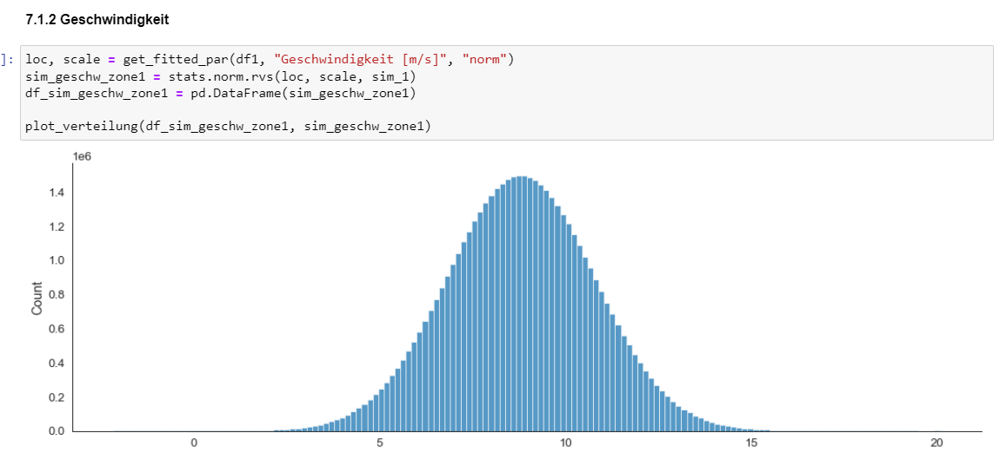 7.1.2 Geschwindigkeit
]: loc, scale = get_fitted_par(df1, "Geschwindigkeit [m/s]", "norm")
sim_geschw_zone1 = stats.norm.rvs(loc, scale, sim_1)
df_sim_geschw_zone1 = pd.DataFrame(sim_geschw_zone1)
plot_verteilung(df_sim_geschw_zone1, sim_geschw_zone1)
1e6
1.4
1.2
1.0
0.8
0.6
0.4
0.2
0.0
Count
0 5 10 15 20